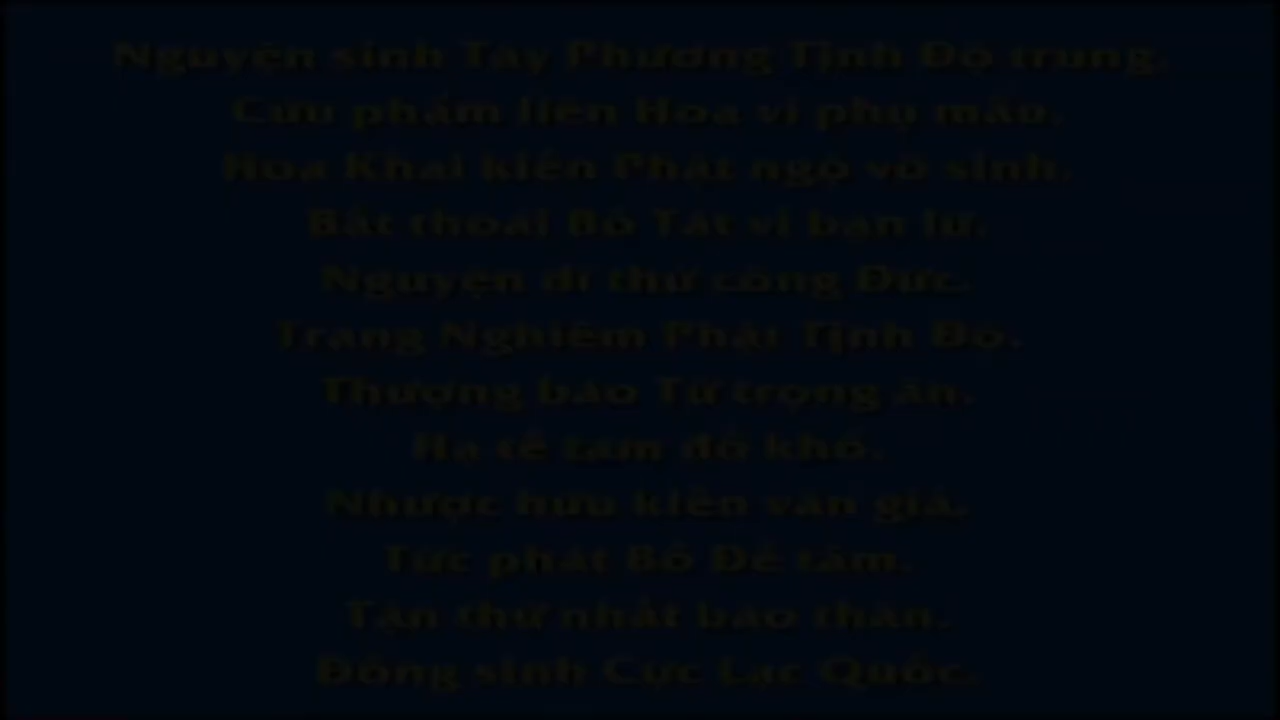 Nguyện sinh Tây Phương Tịnh Độ trung.
Cửu phẩm liên Hoa vi phụ mẫu.
Hoa Khai kiến Phật ngộ vô sinh.
Bất thoái Bồ Tát vi bạn lữ.
Nguyện dĩ thử công Đức.
Trang Nghiêm Phật Tịnh Độ.
Thượng báo Tứ trọng ân.
Hạ tế tam đồ khổ.
Nhược hữu kiến văn giả.
Tức phát Bồ Đề tâm.
Tận thử nhất báo thân.
Đồng sinh Cực Lạc Quốc.